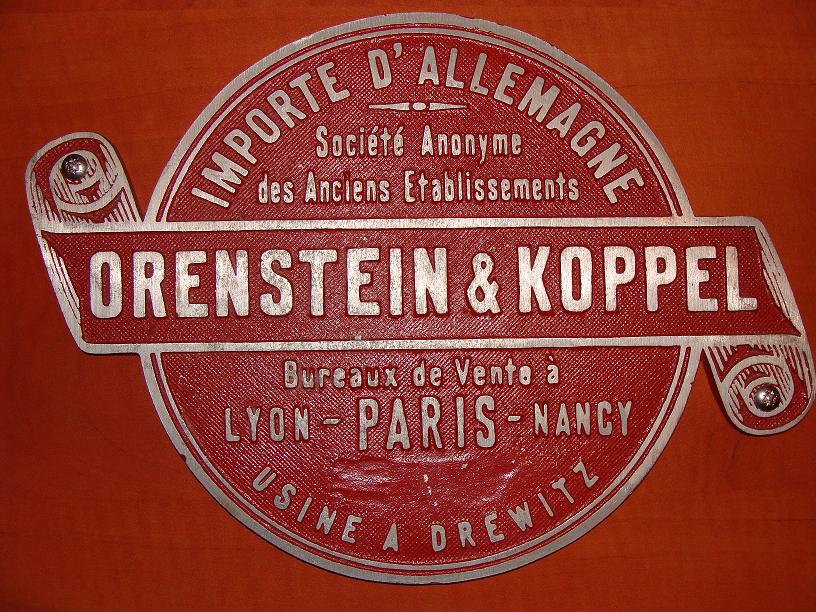 IMPORTE D'ALLEMAGNE
Société Anonyme
des Anciens Etablissements
ORENSTEIN & KOPPEL
Bureaux de Vente à
LYON - PARIS - NANCY
USINE A DREWITZ